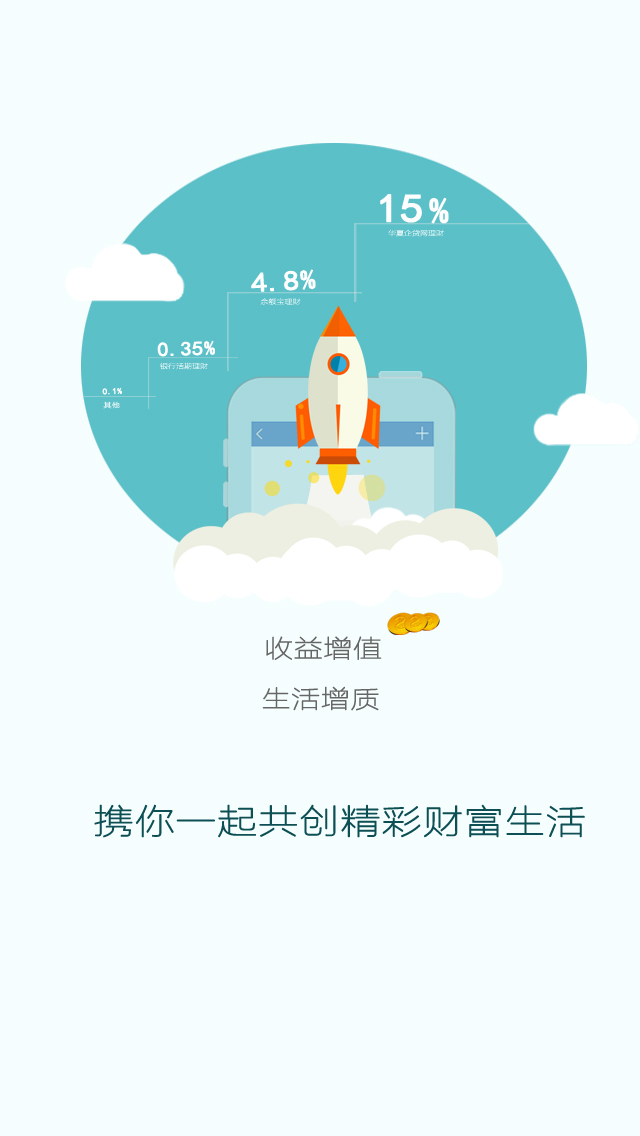 15%
华夏企贷网理财
4.8%
余额宝理财
0.35%
银行活期理财
0.1%
其他
收益增值
生活增质
携你一起共创精彩财富生活